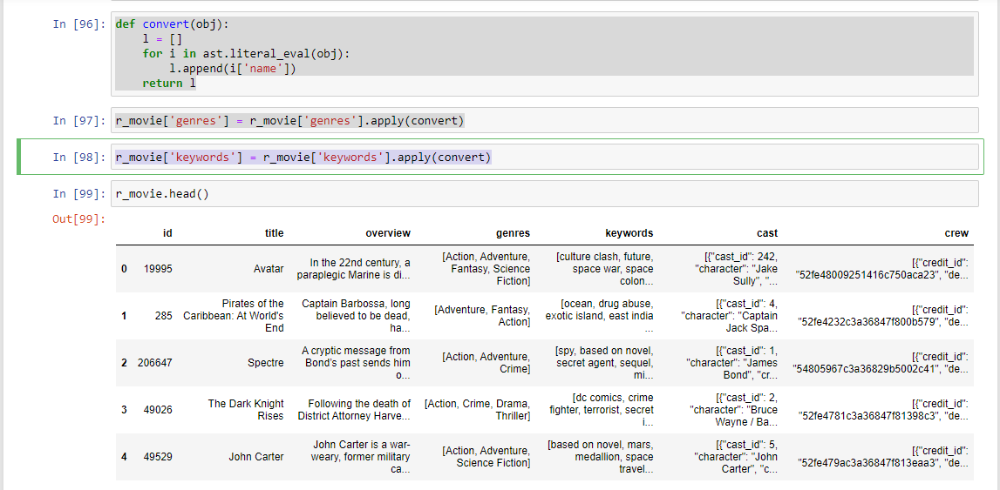 In [96]: def convert(obj):
    l = []
    for i in ast.literal_eval(obj):
        l.append(i['name'])
    return l
In [97]: r_movie['genres'] = r_movie['genres'].apply(convert)
In [98]: r_movie['keywords'] = r_movie['keywords'].apply(convert)
In [99]: r_movie.head()
Out[99]:
id title overview genres keywords cast crew
0 19995 Avatar In the 22nd century, a paraplegic Marine is di... [Action, Adventure, Fantasy, Science Fiction] [culture clash, future, space war, space colon... [{"cast_id": 242, "character": "Jake Sully", "... [{"credit_id": "52fe48009251416c750aca23", "de...
1 285 Pirates of the Caribbean: At World's End Captain Barbossa, long believed to be dead, ha... [Adventure, Fantasy, Action] [ocean, drug abuse, exotic island, east india ... [{"cast_id": 4, "character": "Captain Jack Spa... [{"credit_id": "52fe4232c3a36847f800b579", "de...
2 206647 Spectre A cryptic message from Bond's past sends him o... [Action, Adventure, Crime] [spy, based on novel, secret agent, sequel, mi... [{"cast_id": 1, "character": "James Bond", "cr... [{"credit_id": "54805967c3a36829b5002c41", "de...
3 49026 The Dark Knight Rises Following the death of District Attorney Harve... [Action, Crime, Drama, Thriller] [dc comics, crime fighter, terrorist, secret i... [{"cast_id": 2, "character": "Bruce Wayne / Ba... [{"credit_id": "52fe4781c3a36847f81398c3", "de...
4 49529 John Carter John Carter is a war-weary, former military ca... [Action, Adventure, Science Fiction] [based on novel, mars, medallion, space travel... [{"cast_id": 5, "character": "John Carter", "c... [{"credit_id": "52fe479ac3a36847f813eaa3", "de...